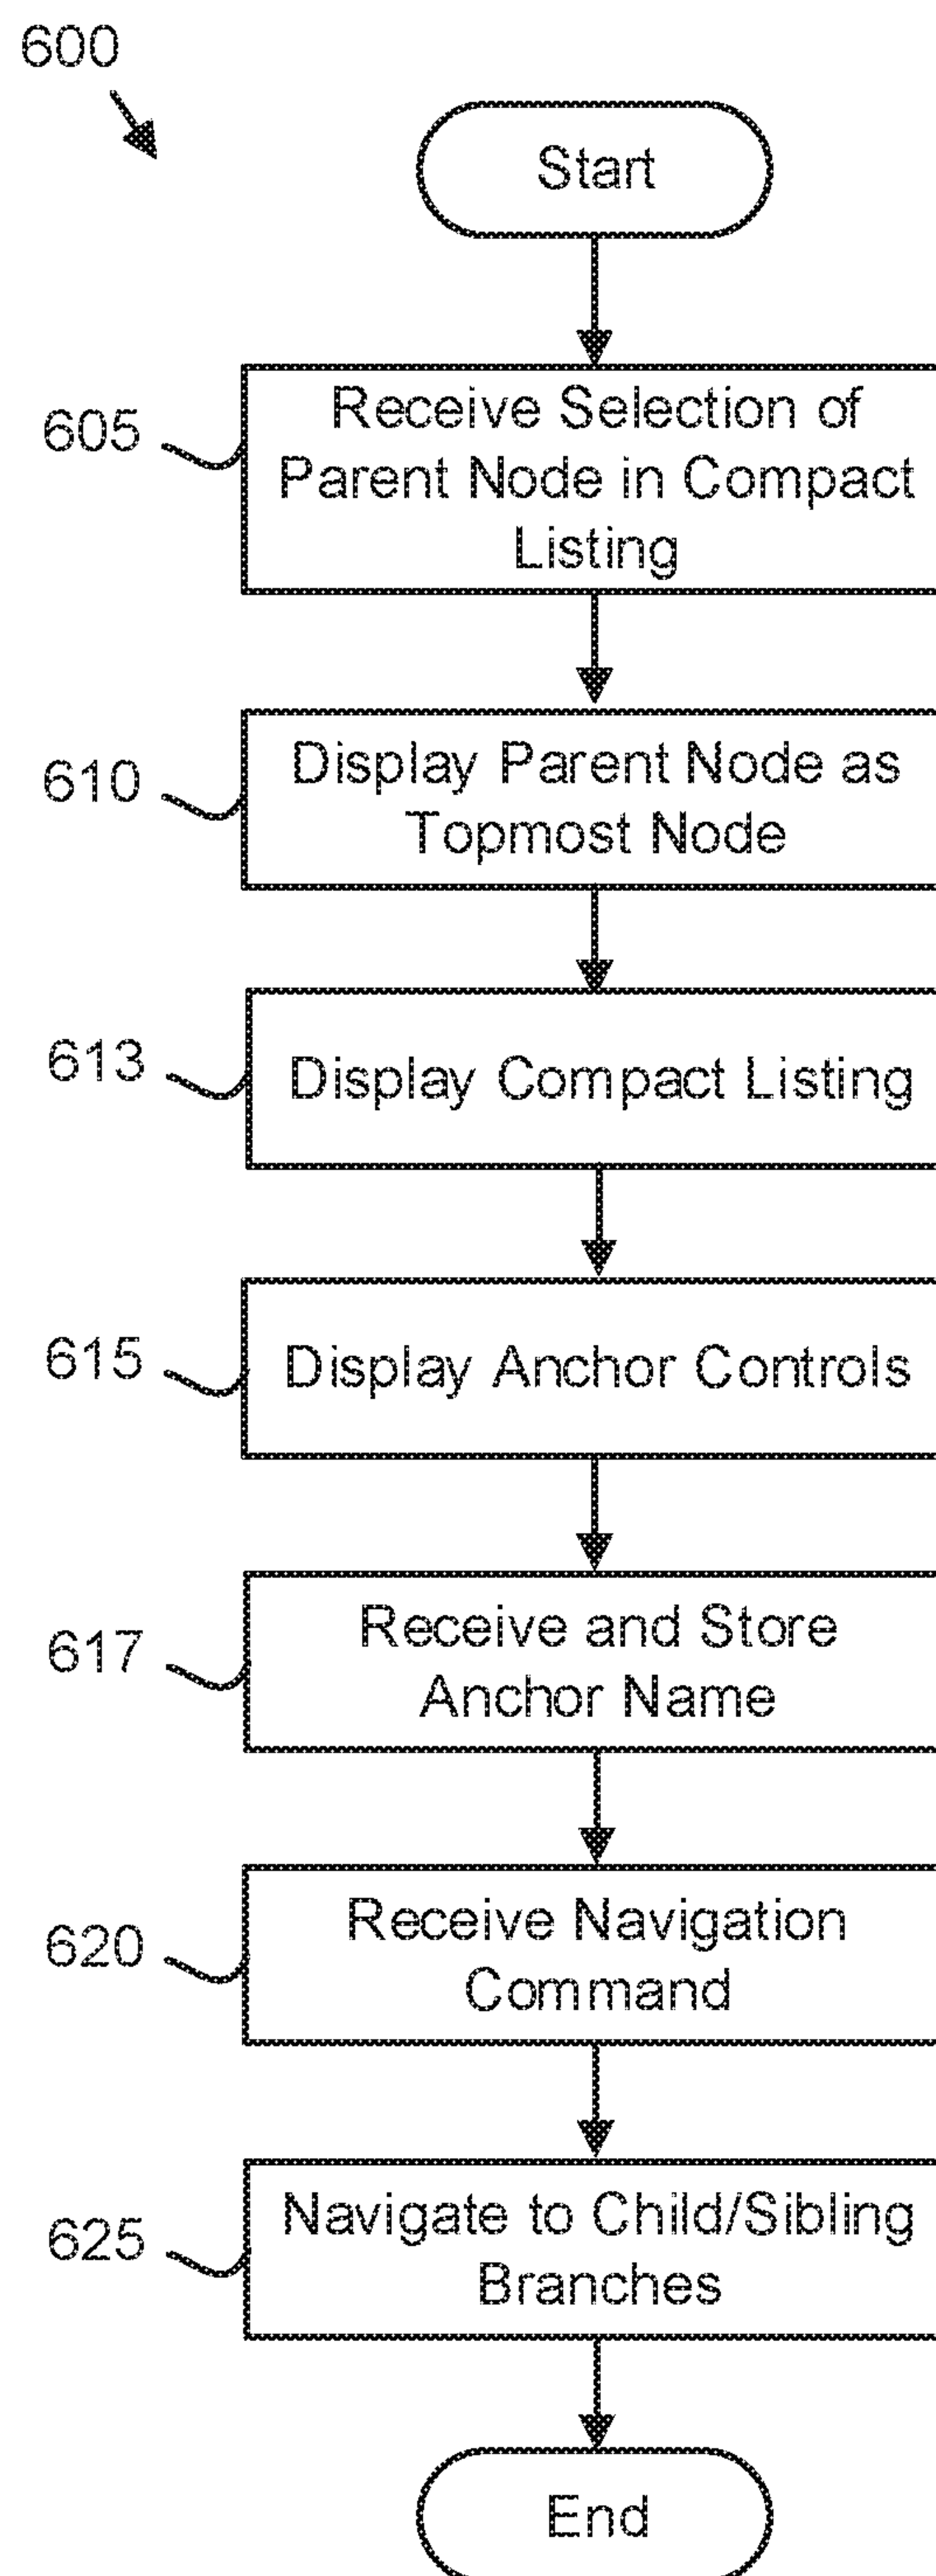 600
Start
605
Receive Selection of
Parent Node in Compact
Listing
610
Display Parent Node as
Topmost Node
613
Display Compact Listing
615
Display Anchor Controls
617
Receive and Store
Anchor Name
620
Receive Navigation
Command
625
Navigate to Child/Sibling
Branches
End